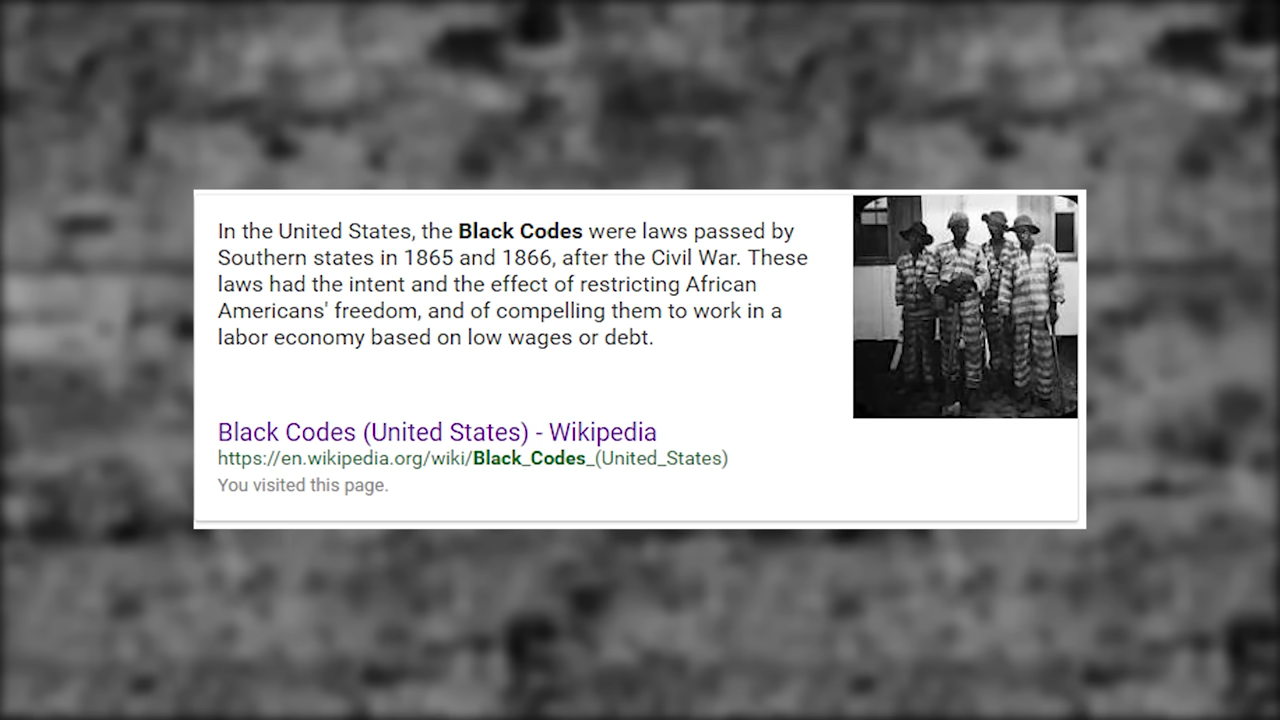 In the United States, the Black Codes were laws passed by
Southern states in 1865 and 1866, after the Civil War. These
laws had the intent and the effect of restricting African
Americans' freedom, and of compelling them to work in a
labor economy based on low wages or debt.
Black Codes (United States) - Wikipedia
https://en.wikipedia.org/wiki/Black_Codes_(United_States)
You visited this page.